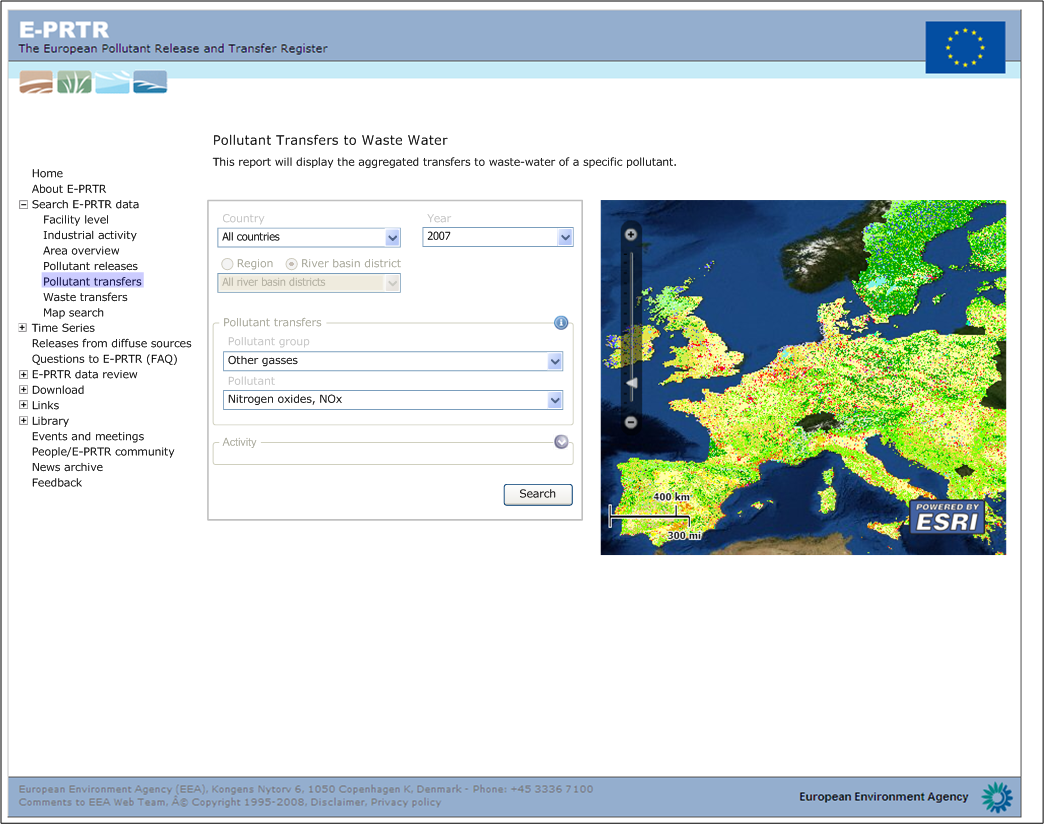 E-PRTR
The European Pollutant Release and Transfer Register
Pollutant Transfers to Waste Water
This report will display the aggregated transfers to waste-water of a specific pollutant.
Home
About E-PRTR
Search E-PRTR data
Facility level
Industrial activity
Area overview
Pollutant releases
Pollutant transfers
Waste transfers
Map search
Time Series
Releases from diffuse sources
Questions to E-PRTR (FAQ)
E-PRTR data review
Download
Links
Library
Events and meetings
People/E-PRTR community
News archive
Feedback
Country
Year
All countries
2007
Region
River basin district
All river basin districts
Pollutant transfers
Pollutant group
Other gasses
Pollutant
Nitrogen oxides, NOx
Activity
Search
400 km
300 mi
POWERED BY
ESRI
European Environment Agency (EEA), Kongens Nytorv 6, 1050 Copenhagen K, Denmark - Phone: +45 3336 7100
Comments to EEA Web Team, Â© Copyright 1995-2008. Disclaimer. Privacy policy
European Environment Agency